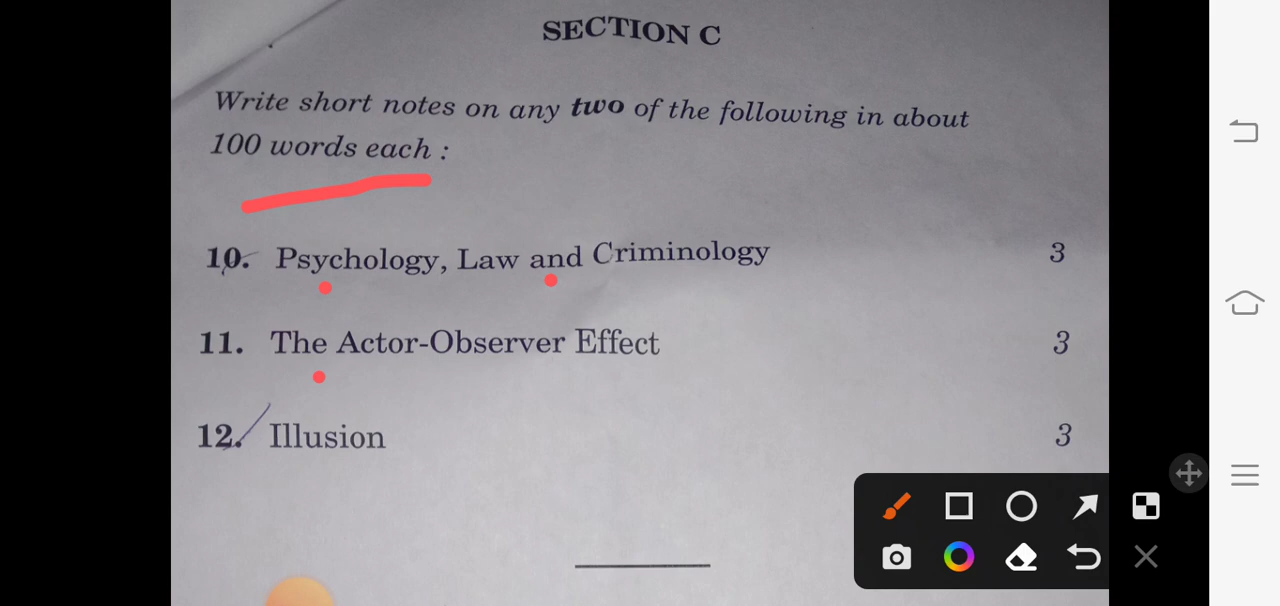 SECTION C
Write short notes on any two of the following in about
100 words each :
10. Psychology, Law and Criminology 3
11. The Actor-Observer Effect 3
12. Illusion 3